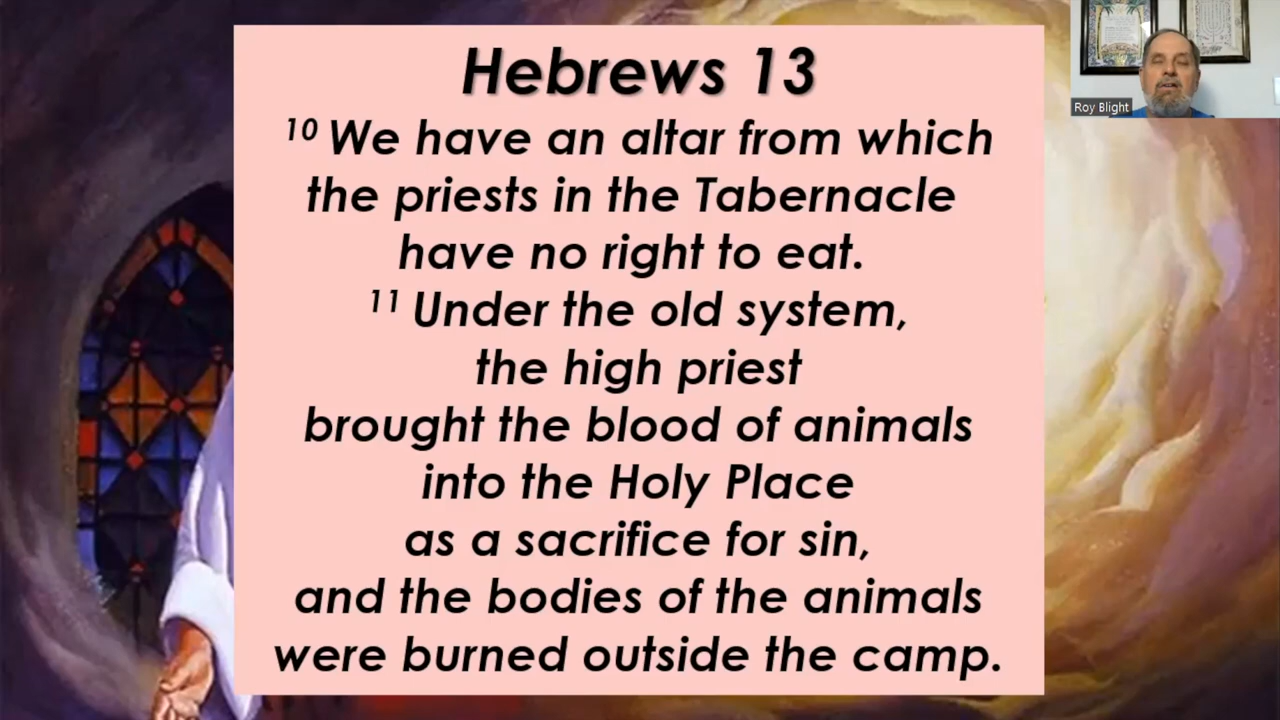 Hebrews 13
10 We have an altar from which
the priests in the Tabernacle
have no right to eat.
11 Under the old system,
the high priest
brought the blood of animals
into the Holy Place
as a sacrifice for sin,
and the bodies of the animals
were burned outside the camp.
Roy Blight